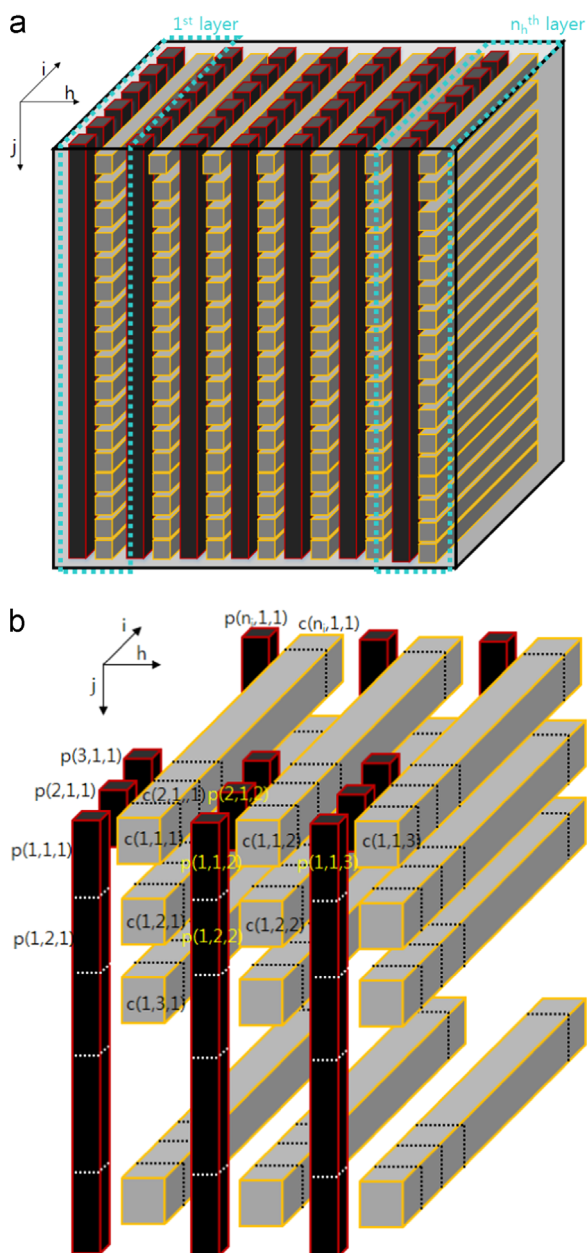 a
1st layer
nhth layer
i
h
j
b
i
h
j
p(ni,1,1)
c(ni,1,1)
p(3,1,1)
p(2,1,1)
c(2,1,,1)
p(2,1,2)
p(1,1,1)
c(1,1,1)
c(1,1,2)
c(1,1,3)
p(1,1,2)
p(1,1,3)
p(1,2,1)
c(1,2,1)
c(1,2,2)
p(1,2,2)
c(1,3,1)